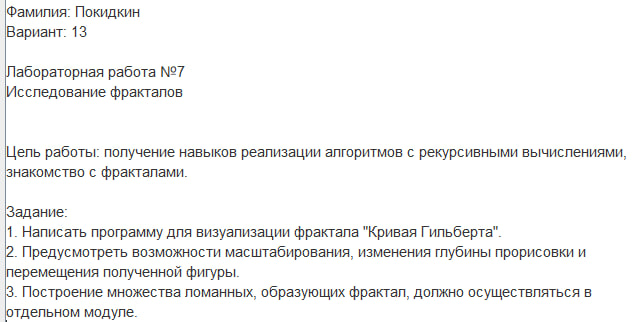 Фамилия: Покидкин
Вариант: 13
Лабораторная работа №7
Исследование фракталов
Цель работы: получение навыков реализации алгоритмов с рекурсивными вычислениями,
знакомство с фракталами.
Задание:
1. Написать программу для визуализации фрактала "Кривая Гильберта".
2. Предусмотреть возможности масштабирования, изменения глубины прорисовки и
перемещения полученной фигуры.
3. Построение множества ломанных, образующих фрактал, должно осуществляться в
отдельном модуле.